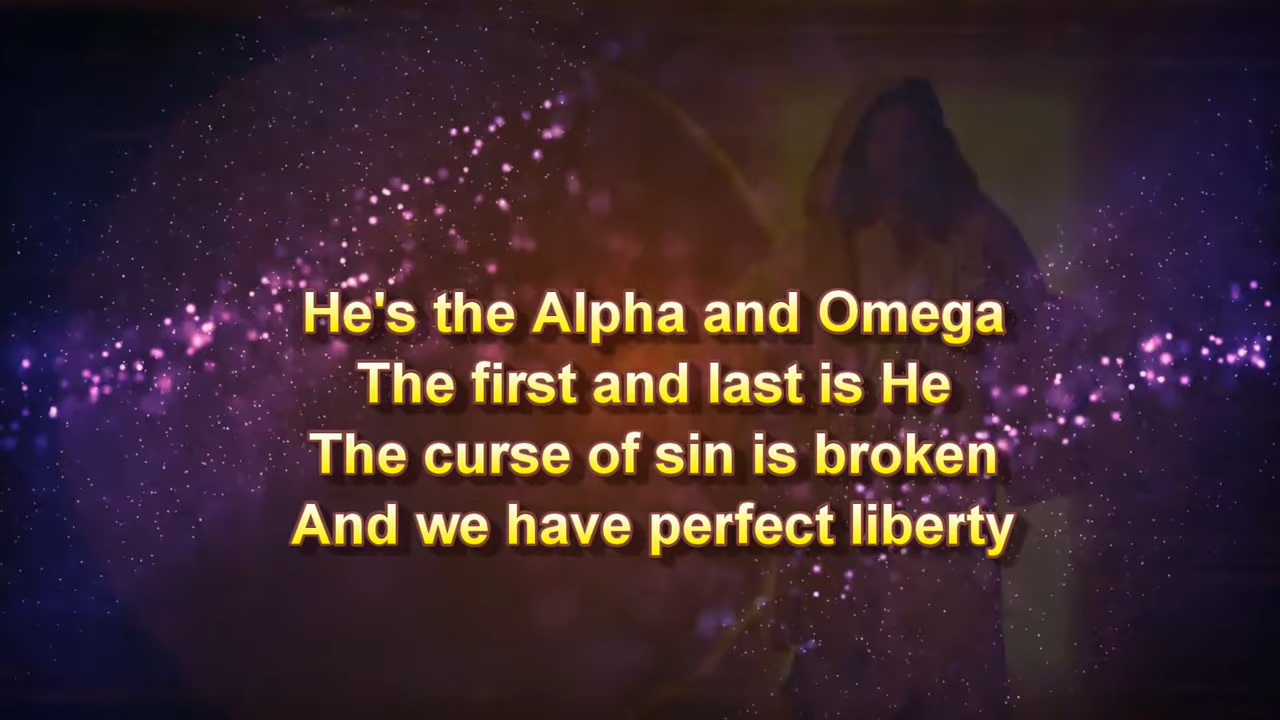 He's the Alpha and Omega
The first and last is He
The curse of sin is broken
And we have perfect liberty